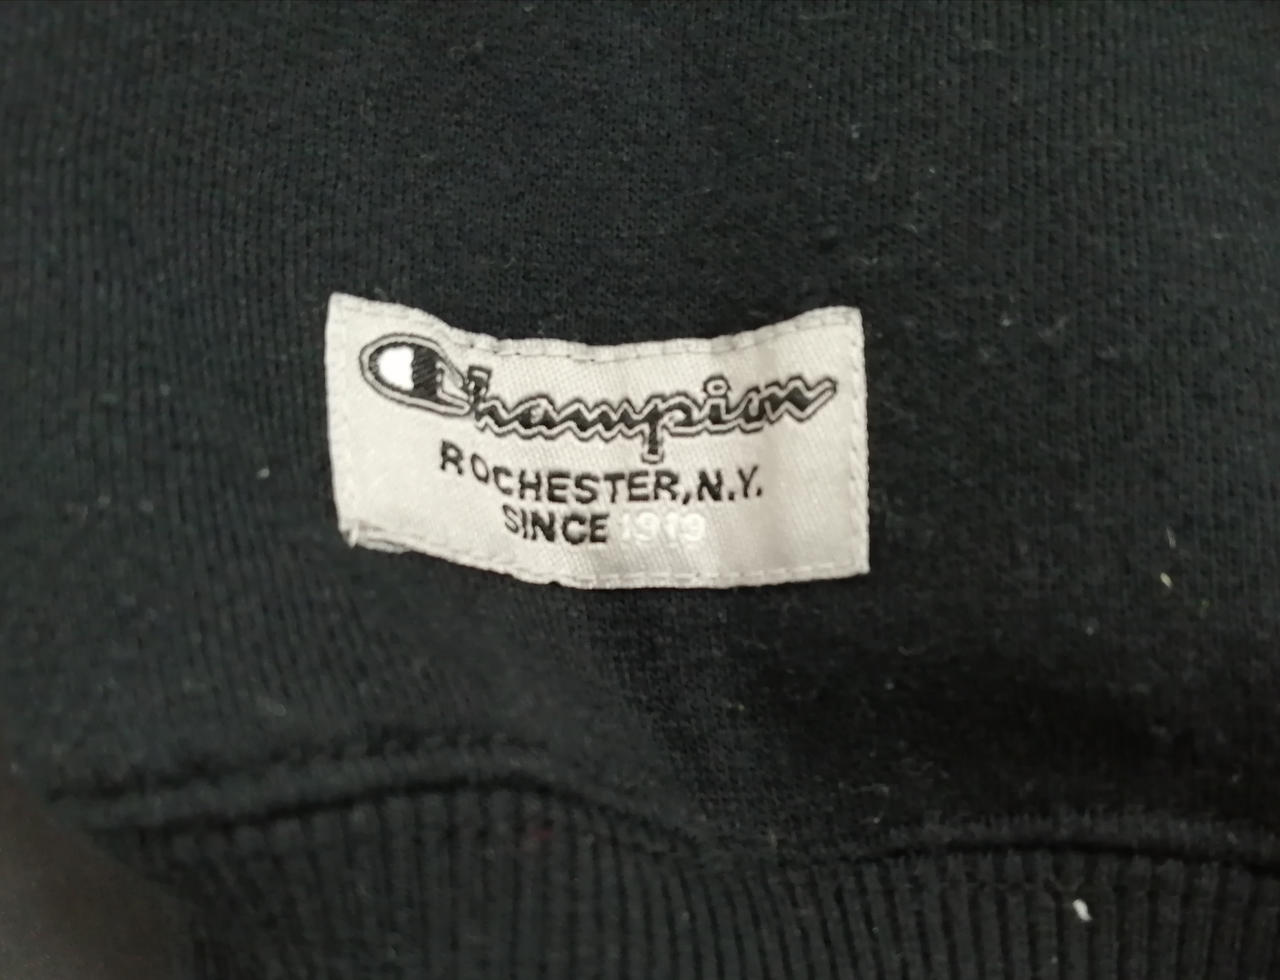 Champion
ROCHESTER, N.Y.
SINCE 1919